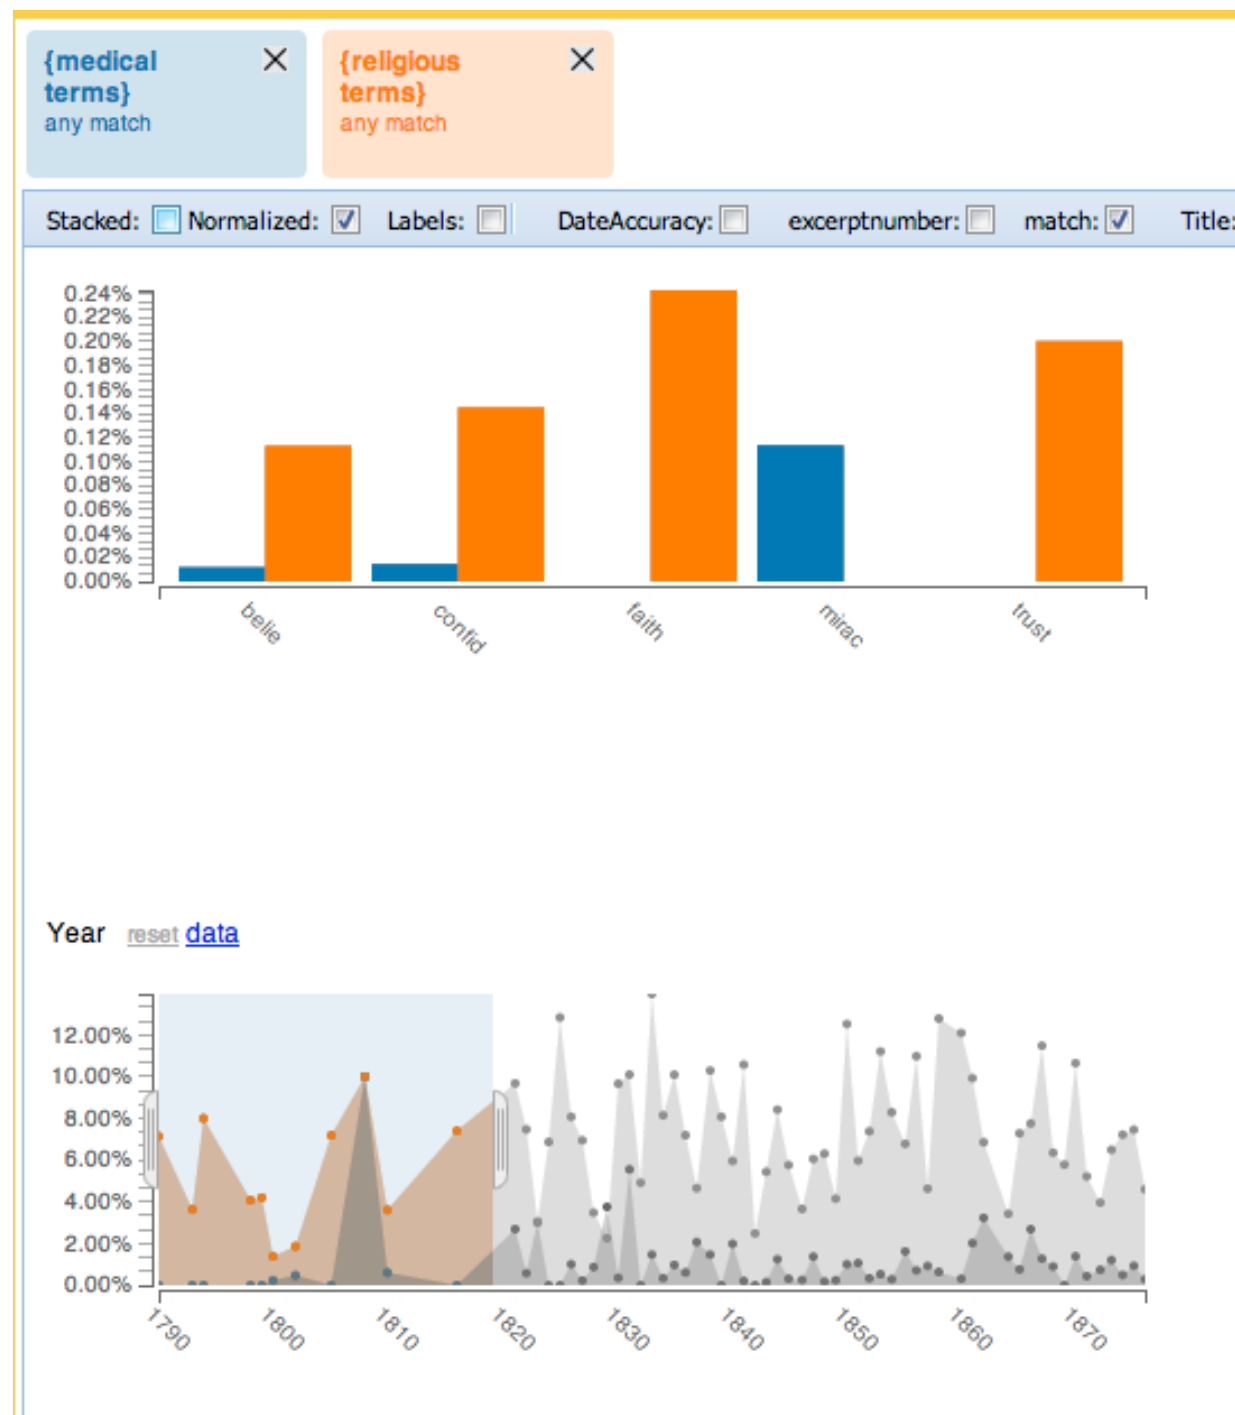 {medical
terms}
any match
{religious
terms}
any match
Stacked: Normalized: Labels: DateAccuracy: excerptnumber: match: Title:
0.24%
0.22%
0.20%
0.18%
0.16%
0.14%
0.12%
0.10%
0.08%
0.06%
0.04%
0.02%
0.00%
belie confid faith mirac trust
Year reset data
12.00%
10.00%
8.00%
6.00%
4.00%
2.00%
0.00%
1790 1800 1810 1820 1830 1840 1850 1860 1870